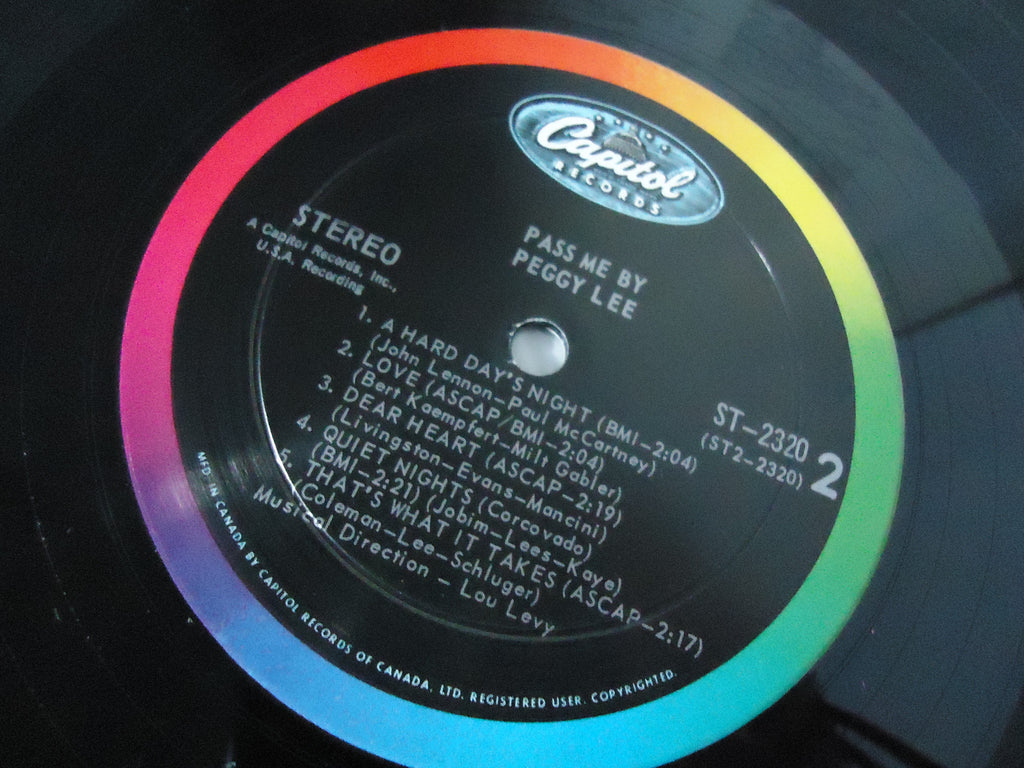 Capitol
RECORDS
PASS ME BY
PEGGY LEE
STEREO
A Capitol Records, Inc.,
U.S.A. Recording
1. A HARD DAY'S NIGHT (BMI-2:04)
(John Lennon-Paul McCartney)
2. LOVE (ASCAP/BMI-2:04)
(Bert Kaempfert-Milt Gabler)
3. DEAR HEART (ASCAP-2:19)
(Livingston-Evans-Mancini)
4. QUIET NIGHTS (Corcovado)
(BMI-2:21) (Jobim-Lees-Kaye)
5. THAT'S WHAT IT TAKES (ASCAP-2:17)
(Coleman-Lee-Schluger)
Musical Direction - Lou Levy
ST-2320
(ST2-2320)
2
MFD. IN CANADA BY CAPITOL RECORDS OF CANADA, LTD. REGISTERED USER. COPYRIGHTED.